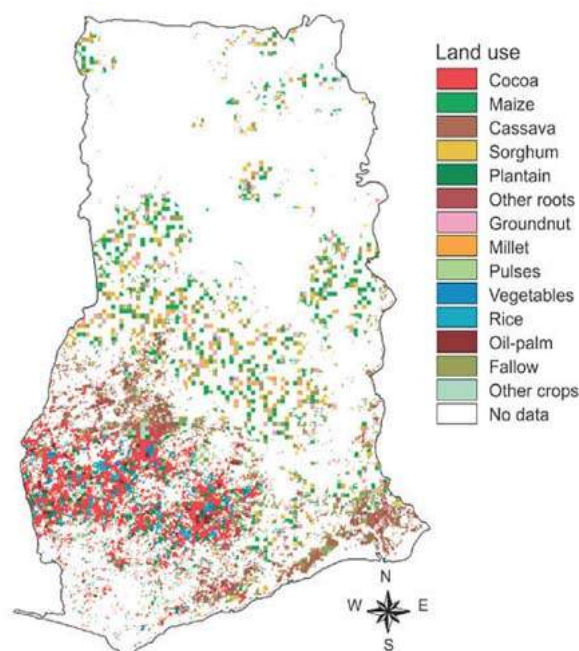 Land use
Cocoa
Maize
Cassava
Sorghum
Plantain
Other roots
Groundnut
Millet
Pulses
Vegetables
Rice
Oil-palm
Fallow
Other crops
No data
N
W E
S